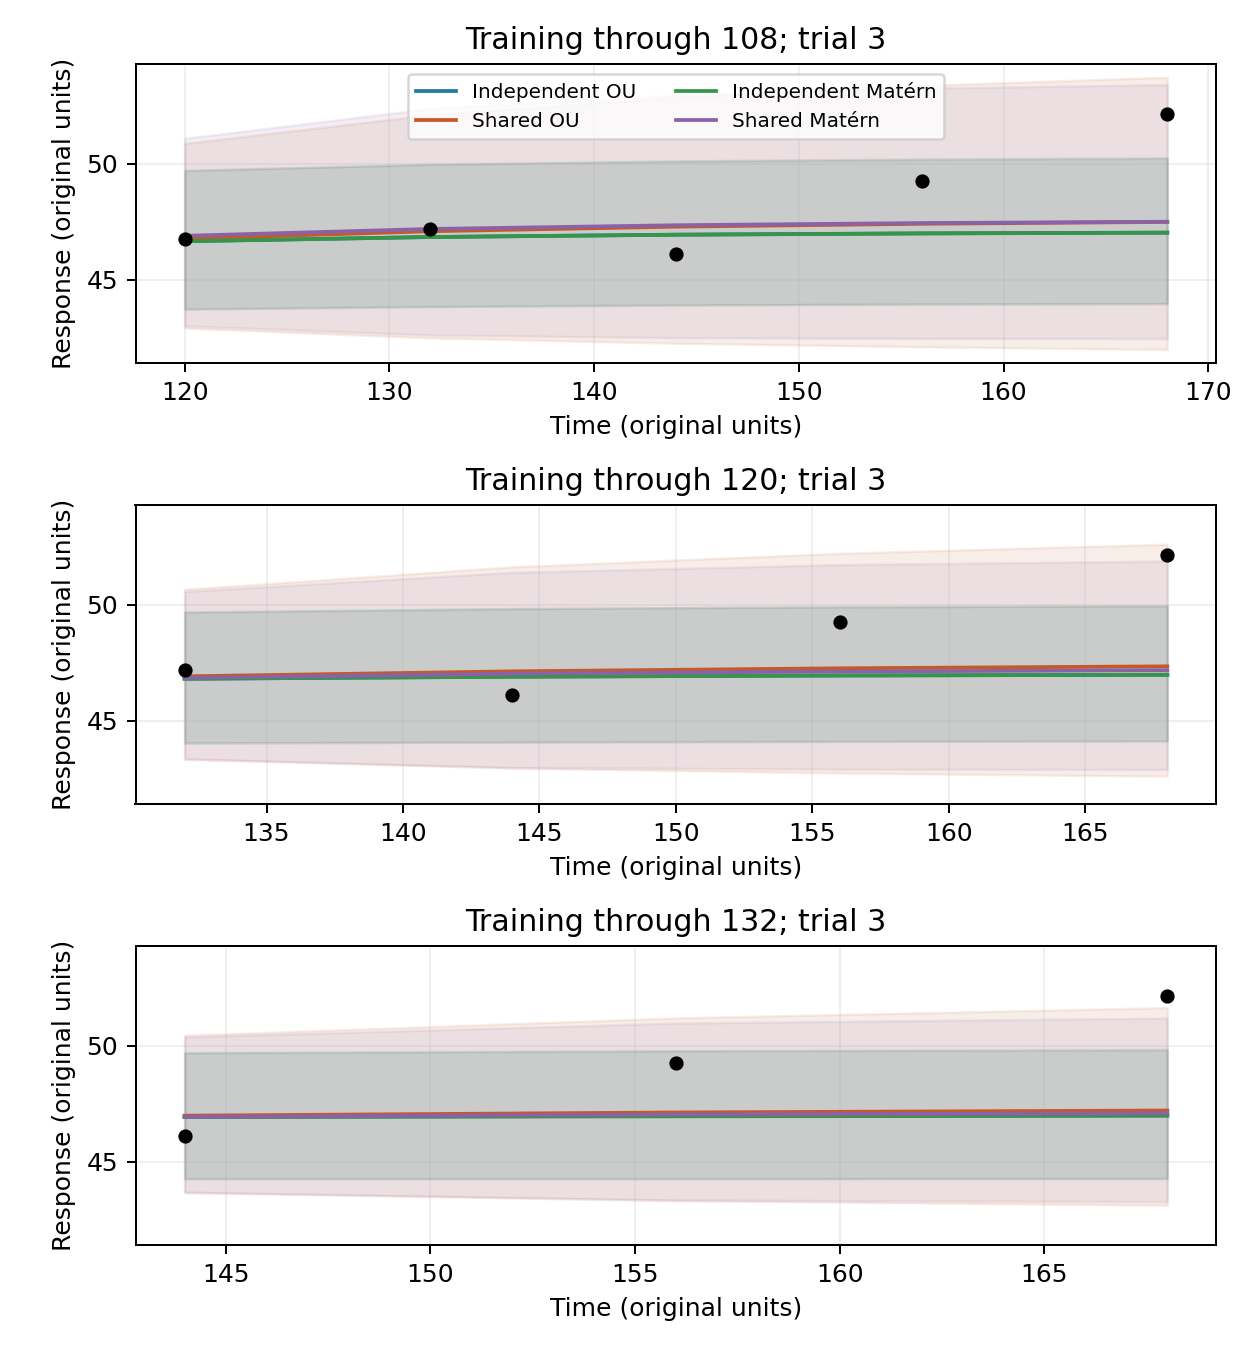 Training through 108; trial 3
Response (original units)
Independent OU
Shared OU
Independent Matérn
Shared Matérn
50
45
120 130 140 150 160 170
Time (original units)
Training through 120; trial 3
Response (original units)
50
45
135 140 145 150 155 160 165
Time (original units)
Training through 132; trial 3
Response (original units)
50
45
145 150 155 160 165
Time (original units)